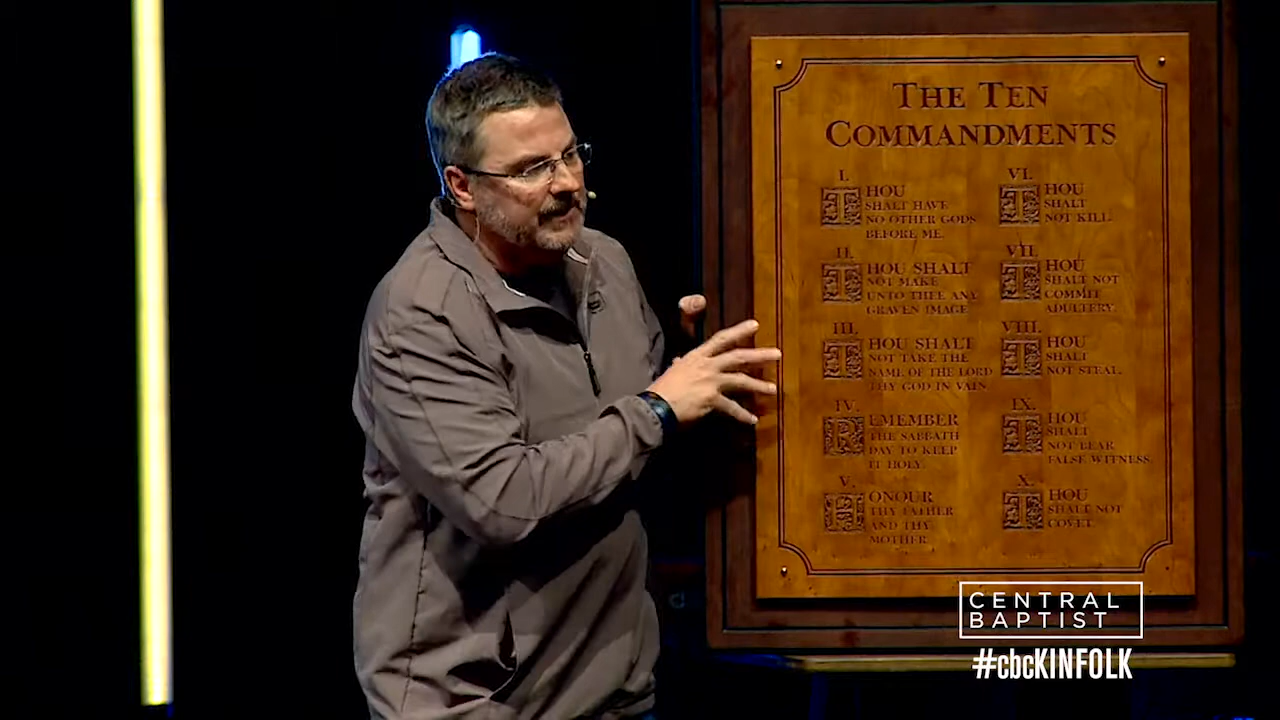 THE TEN
COMMANDMENTS
I.
THOU
SHALT HAVE
NO OTHER GODS
BEFORE ME.
II.
THOU SHALT
NOT MAKE
UNTO THEE ANY
GRAVEN IMAGE
III.
THOU SHALT
NOT TAKE THE
NAME OF THE LORD
THY GOD IN VAIN
IV.
REMEMBER
THE SABBATH
DAY TO KEEP
IT HOLY.
V.
HONOUR
THY FATHER
AND THY
MOTHER
VI.
THOU
SHALT
NOT KILL.
VII.
THOU
SHALT NOT
COMMIT
ADULTERY.
VIII.
THOU
SHALT
NOT STEAL.
IX.
THOU
SHALT
NOT BEAR
FALSE WITNESS.
X.
THOU
SHALT NOT
COVET.
CENTRAL
BAPTIST
#cbcKINFOLK